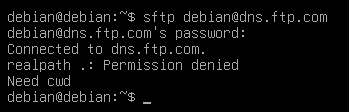 debian@debian:~$ sftp debian@dns.ftp.com
debian@dns.ftp.com's password:
Connected to dns.ftp.com.
realpath .: Permission denied
Need cwd
debian@debian:~$ _